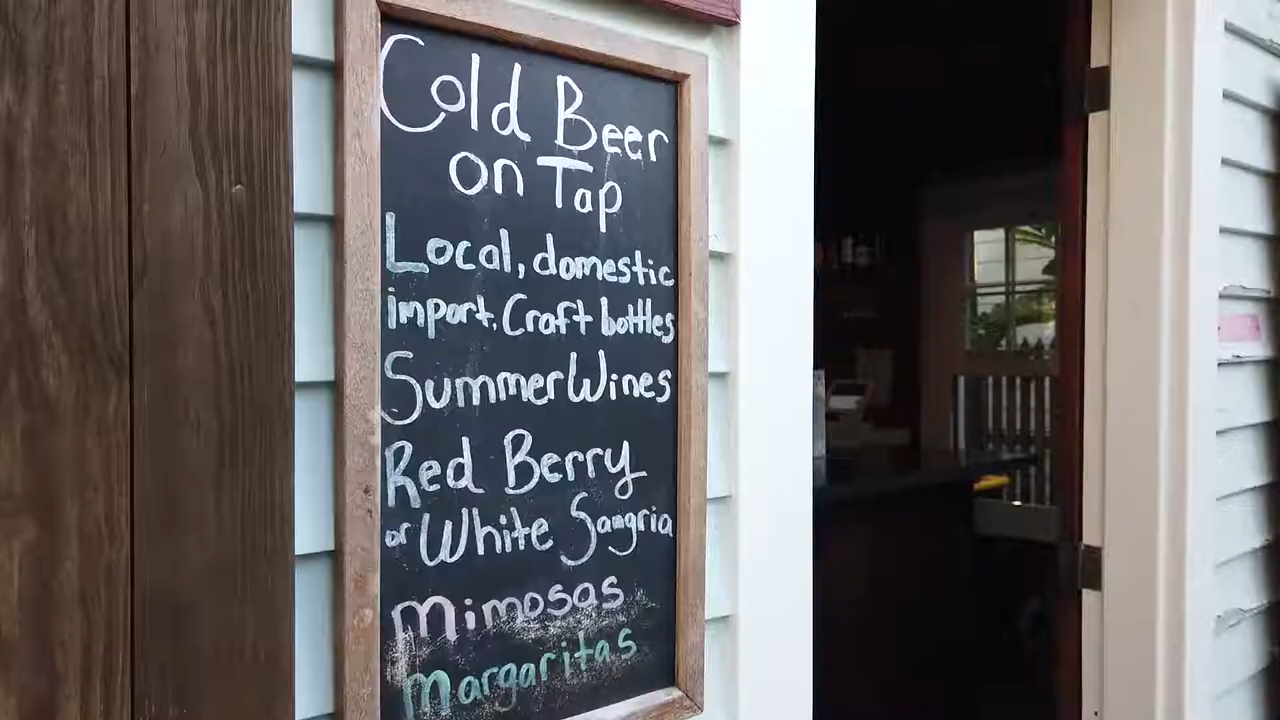 Cold Beer
on Tap
Local, domestic
import, Craft bottles
Summer Wines
Red Berry
or White Sangria
Mimosas
Margaritas